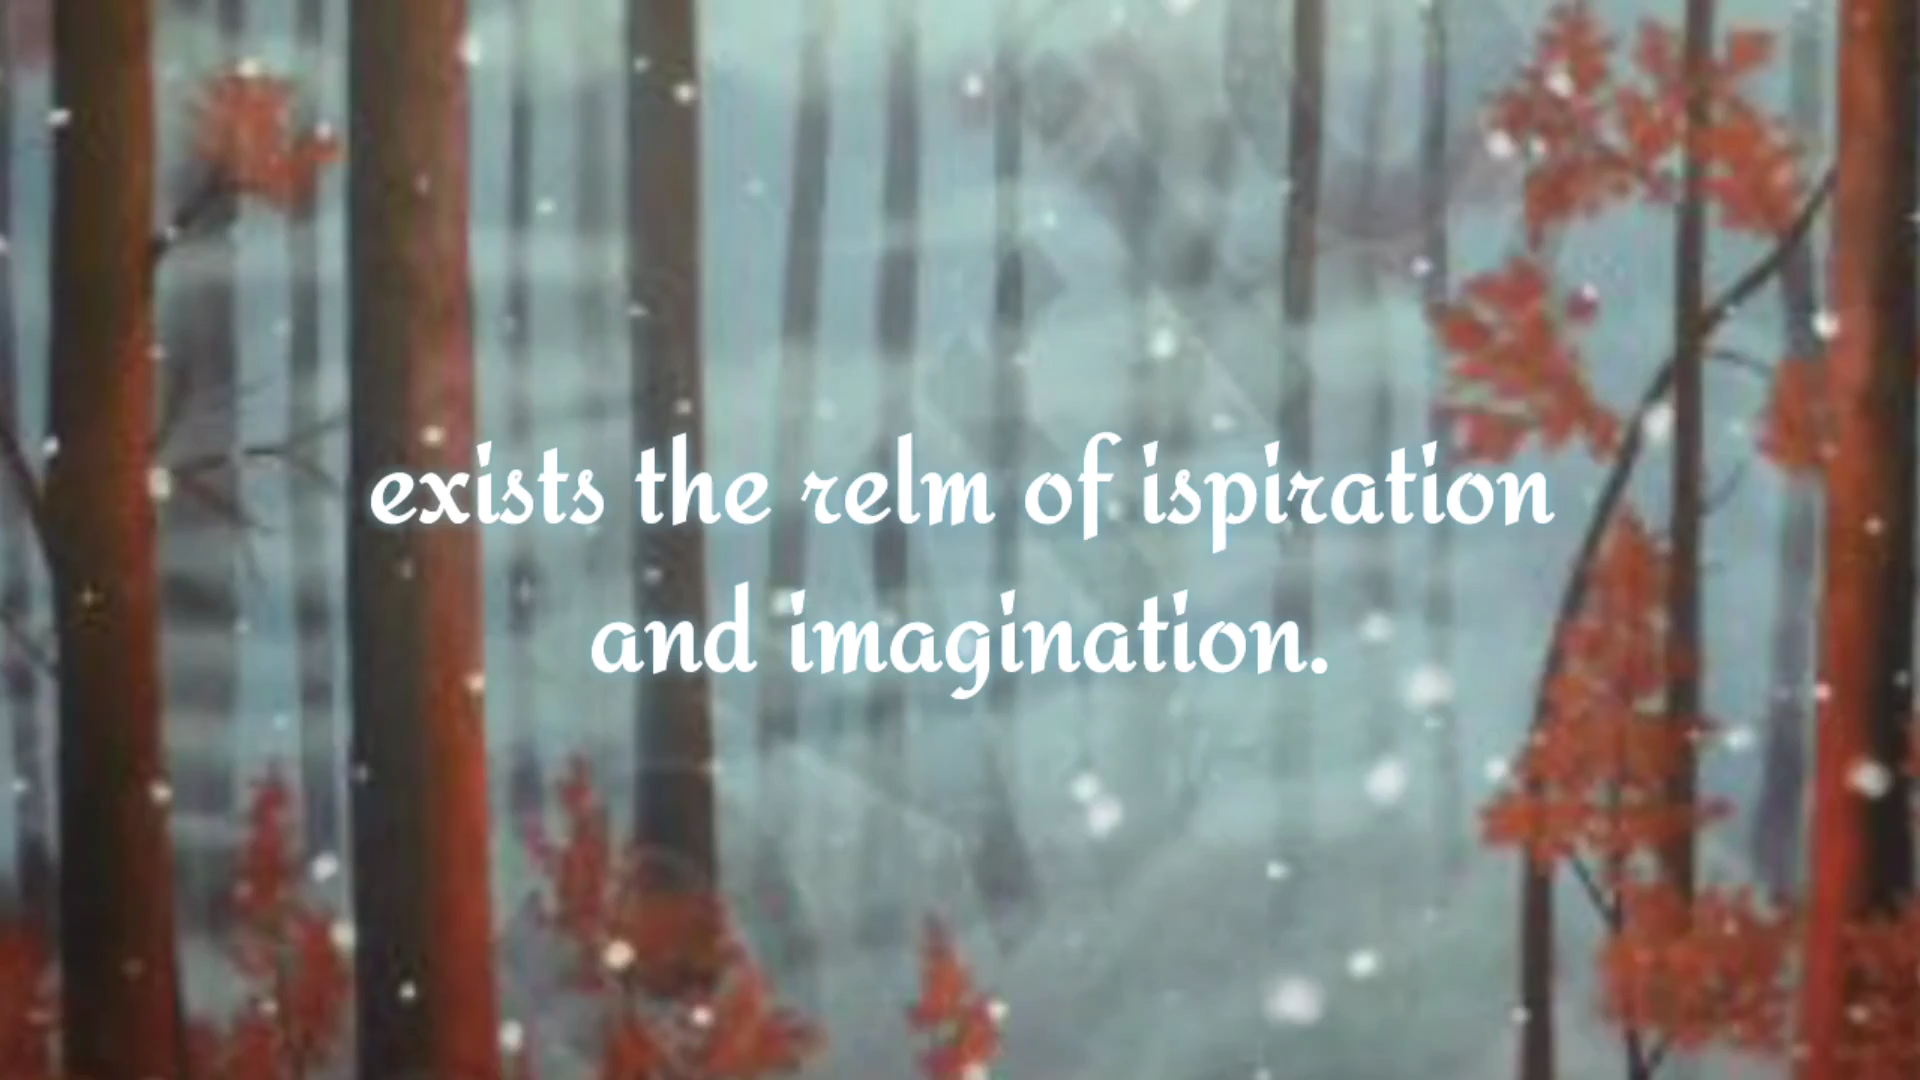 exists the relm of ispiration
and imagination.